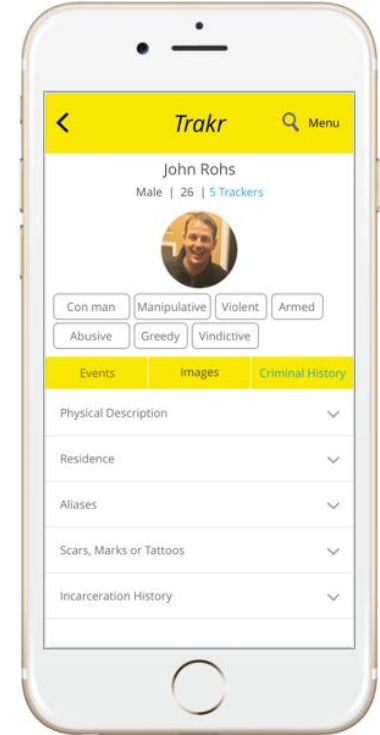 Trakr Menu
John Rohs
Male | 26 | 5 Trackers
Con man Manipulative Violent Armed
Abusive Greedy Vindictive
Events Images Criminal History
Physical Description
Residence
Aliases
Scars, Marks or Tattoos
Incarceration History